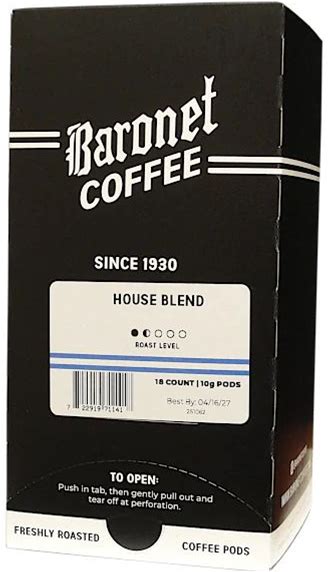 Baronet
COFFEE
SINCE 1930
HOUSE BLEND
ROAST LEVEL
18 COUNT | 10g PODS
Best By: 04/16/27
251062
7 22919 71141
TO OPEN:
Push in tab, then gently pull out and
tear off at perforation.
FRESHLY ROASTED
COFFEE PODS
Baronet